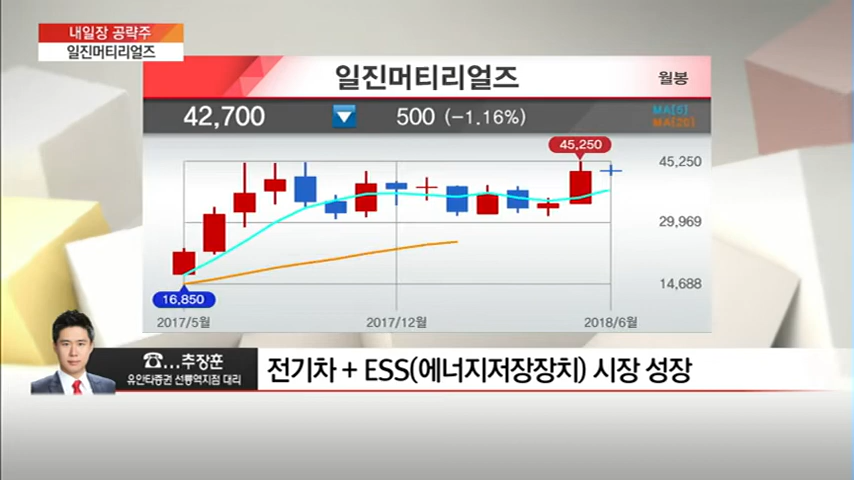 내일장 공략주
일진머티리얼즈
일진머티리얼즈
월봉
42,700 500 (-1.16%)
MA[5]
MA[20]
45,250
45,250
29,969
14,688
16,850
2017/5월 2017/12월 2018/6월
☎...추장훈
유안타증권 선릉역지점 대리
전기차 + ESS(에너지저장장치) 시장 성장